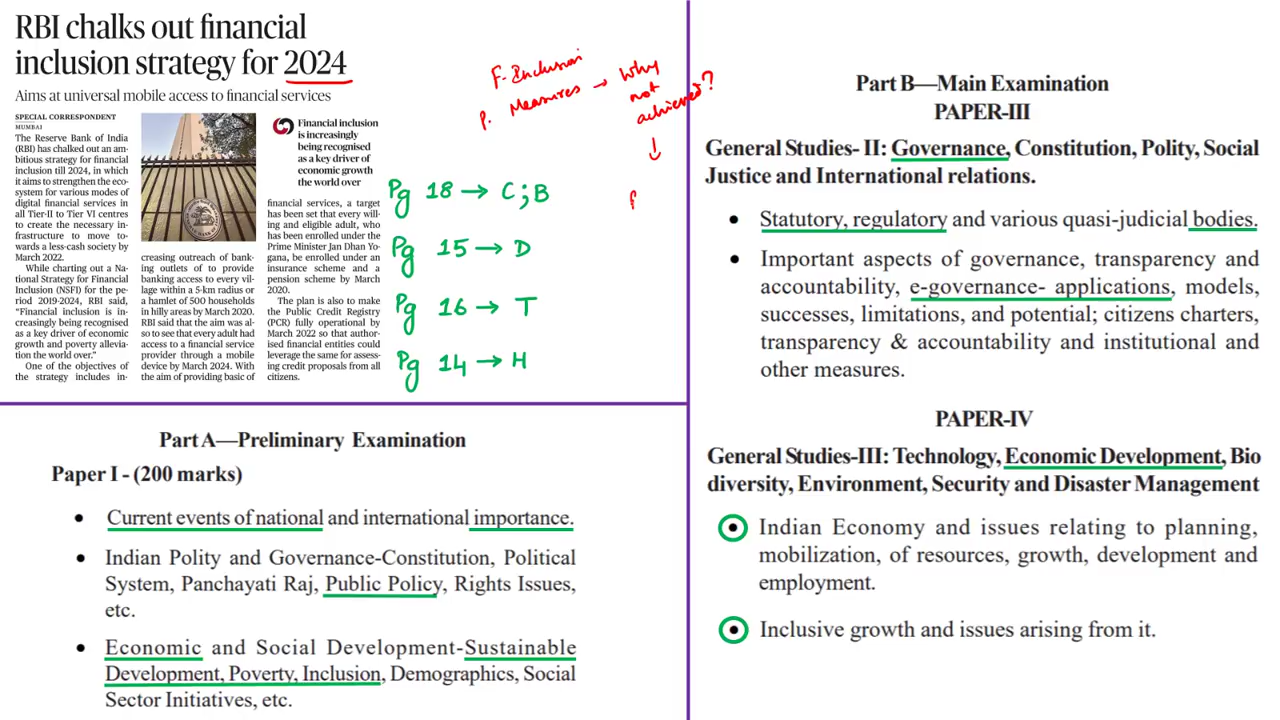 RBI chalks out financial
inclusion strategy for 2024
Aims at universal mobile access to financial services
SPECIAL CORRESPONDENT
MUMBAI
The Reserve Bank of India
(RBI) has chalked out an am-
bitious strategy for financial
inclusion till 2024, in which
it aims to strengthen the eco-
system for various modes of
digital financial services in
all Tier-II to Tier VI centres
to create the necessary in-
frastructure to move to-
wards a less-cash society by
March 2022.
While charting out a Na-
tional Strategy for Financial
Inclusion (NSFI) for the pe-
riod 2019-2024, RBI said,
“Financial inclusion is in-
creasingly being recognised
as a key driver of economic
growth and poverty allevia-
tion the world over.”
One of the objectives of
the strategy includes in-
creasing outreach of bank-
ing outlets of to provide
banking access to every vil-
lage within a 5-km radius or
a hamlet of 500 households
in hilly areas by March 2020.
RBI said that the aim was al-
so to see that every adult had
access to a financial service
provider through a mobile
device by March 2024. With
the aim of providing basic of
Financial inclusion
is increasingly
being recognised
as a key driver of
economic growth
the world over
financial services, a target
has been set that every will-
ing and eligible adult, who
has been enrolled under the
Prime Minister Jan Dhan Yo-
gana, be enrolled under an
insurance scheme and a
pension scheme by March
2020.
The plan is also to make
the Public Credit Registry
(PCR) fully operational by
March 2022 so that author-
ised financial entities could
leverage the same for assess-
ing credit proposals from all
citizens.
F. Inclusion
P. Measures → Why
not
achieved?
↓
Pg 18 → C; B
Pg 15 → D
Pg 16 → T
Pg 14 → H
Part A—Preliminary Examination
Paper I - (200 marks)
• Current events of national and international importance.
• Indian Polity and Governance-Constitution, Political
System, Panchayati Raj, Public Policy, Rights Issues,
etc.
• Economic and Social Development-Sustainable
Development, Poverty, Inclusion, Demographics, Social
Sector Initiatives, etc.
Part B—Main Examination
PAPER-III
General Studies- II: Governance, Constitution, Polity, Social
Justice and International relations.
• Statutory, regulatory and various quasi-judicial bodies.
• Important aspects of governance, transparency and
accountability, e-governance- applications, models,
successes, limitations, and potential; citizens charters,
transparency & accountability and institutional and
other measures.
PAPER-IV
General Studies-III: Technology, Economic Development, Bio
diversity, Environment, Security and Disaster Management
• Indian Economy and issues relating to planning,
mobilization, of resources, growth, development and
employment.
• Inclusive growth and issues arising from it.